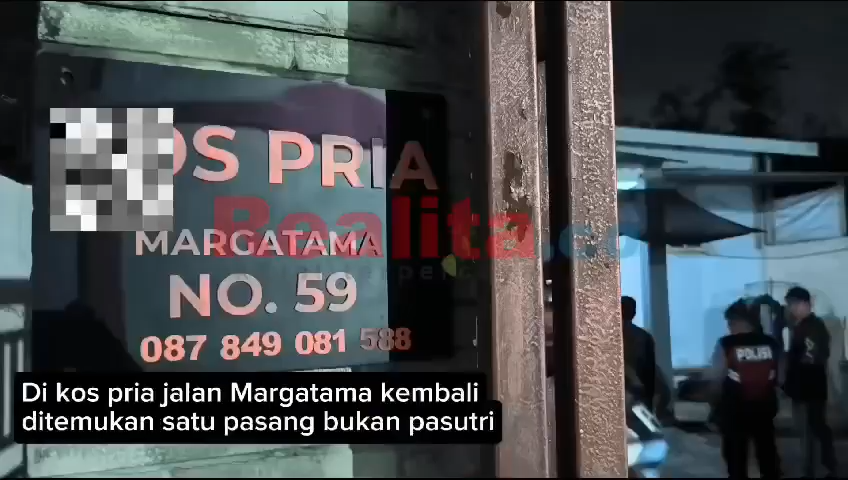 OS PRIA
MARGATAMA
NO. 59
087 849 081 588
Realita.co
POLISI
Di kos pria jalan Margatama kembali
ditemukan satu pasang bukan pasutri